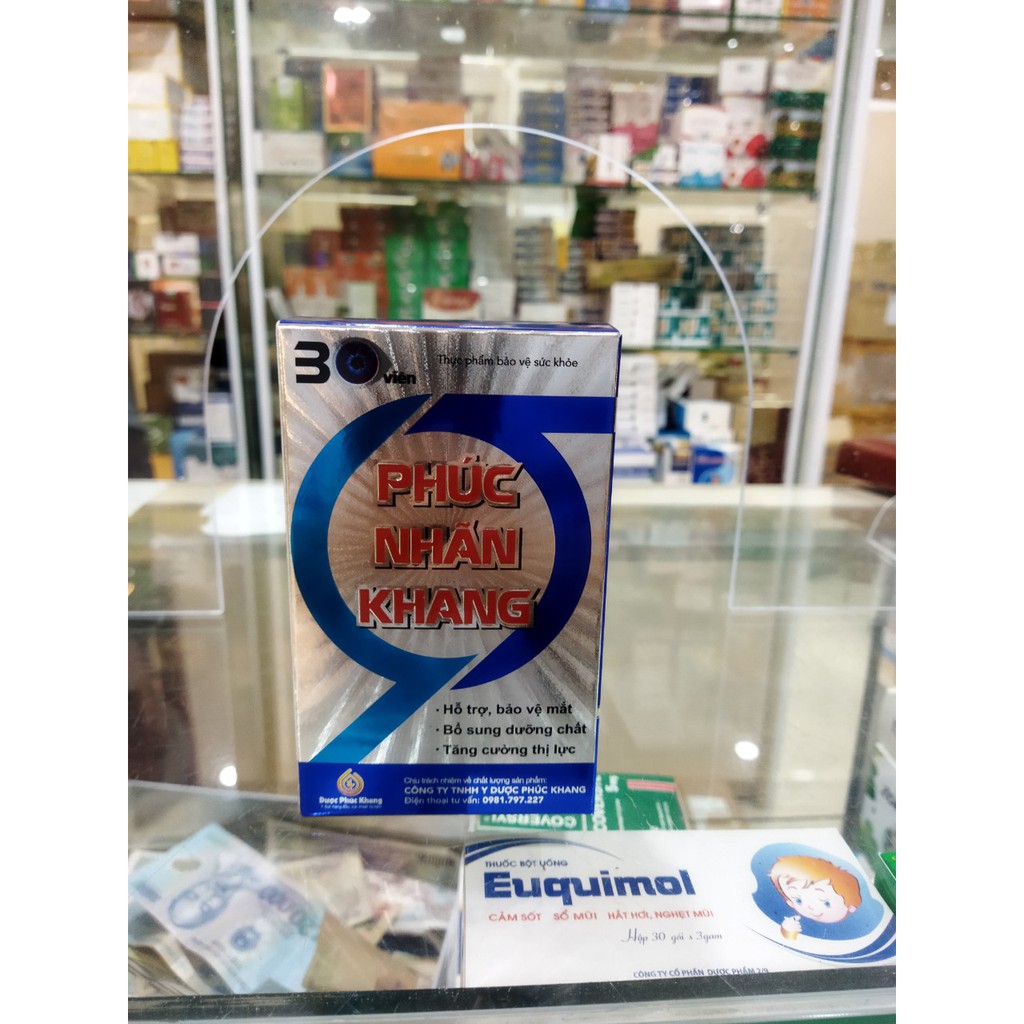 30 viên
Thực phẩm bảo vệ sức khỏe
PHÚC
NHÃN
KHANG
· Hỗ trợ, bảo vệ mắt
· Bổ sung dưỡng chất
· Tăng cường thị lực
Dược Phúc Khang
Chịu trách nhiệm về chất lượng sản phẩm:
CÔNG TY TNHH Y DƯỢC PHÚC KHANG
Điện thoại tư vấn: 0981.797.227
COVERSYL
THUỐC BỘT UỐNG
Euquimol
CẢM SỐT SỔ MŨI HẮT HƠI, NGHẸT MŨI
Hộp 30 gói x 3gam
CÔNG TY CỔ PHẦN DƯỢC PHẨM 2/9